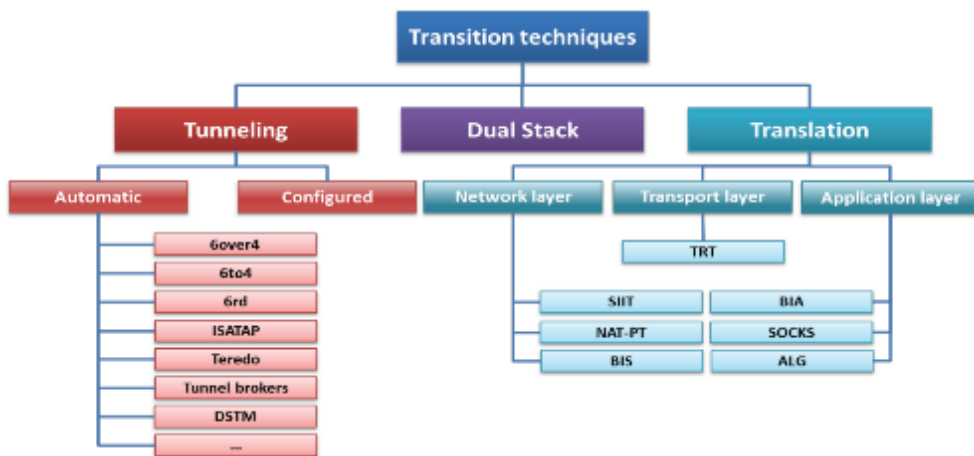 Transition techniques
Tunneling
Dual Stack
Translation
Automatic
Configured
Network layer
Transport layer
Application layer
6over4
6to4
6rd
ISATAP
Teredo
Tunnel brokers
DSTM
...
TRT
SIIT
NAT-PT
BIS
BIA
SOCKS
ALG